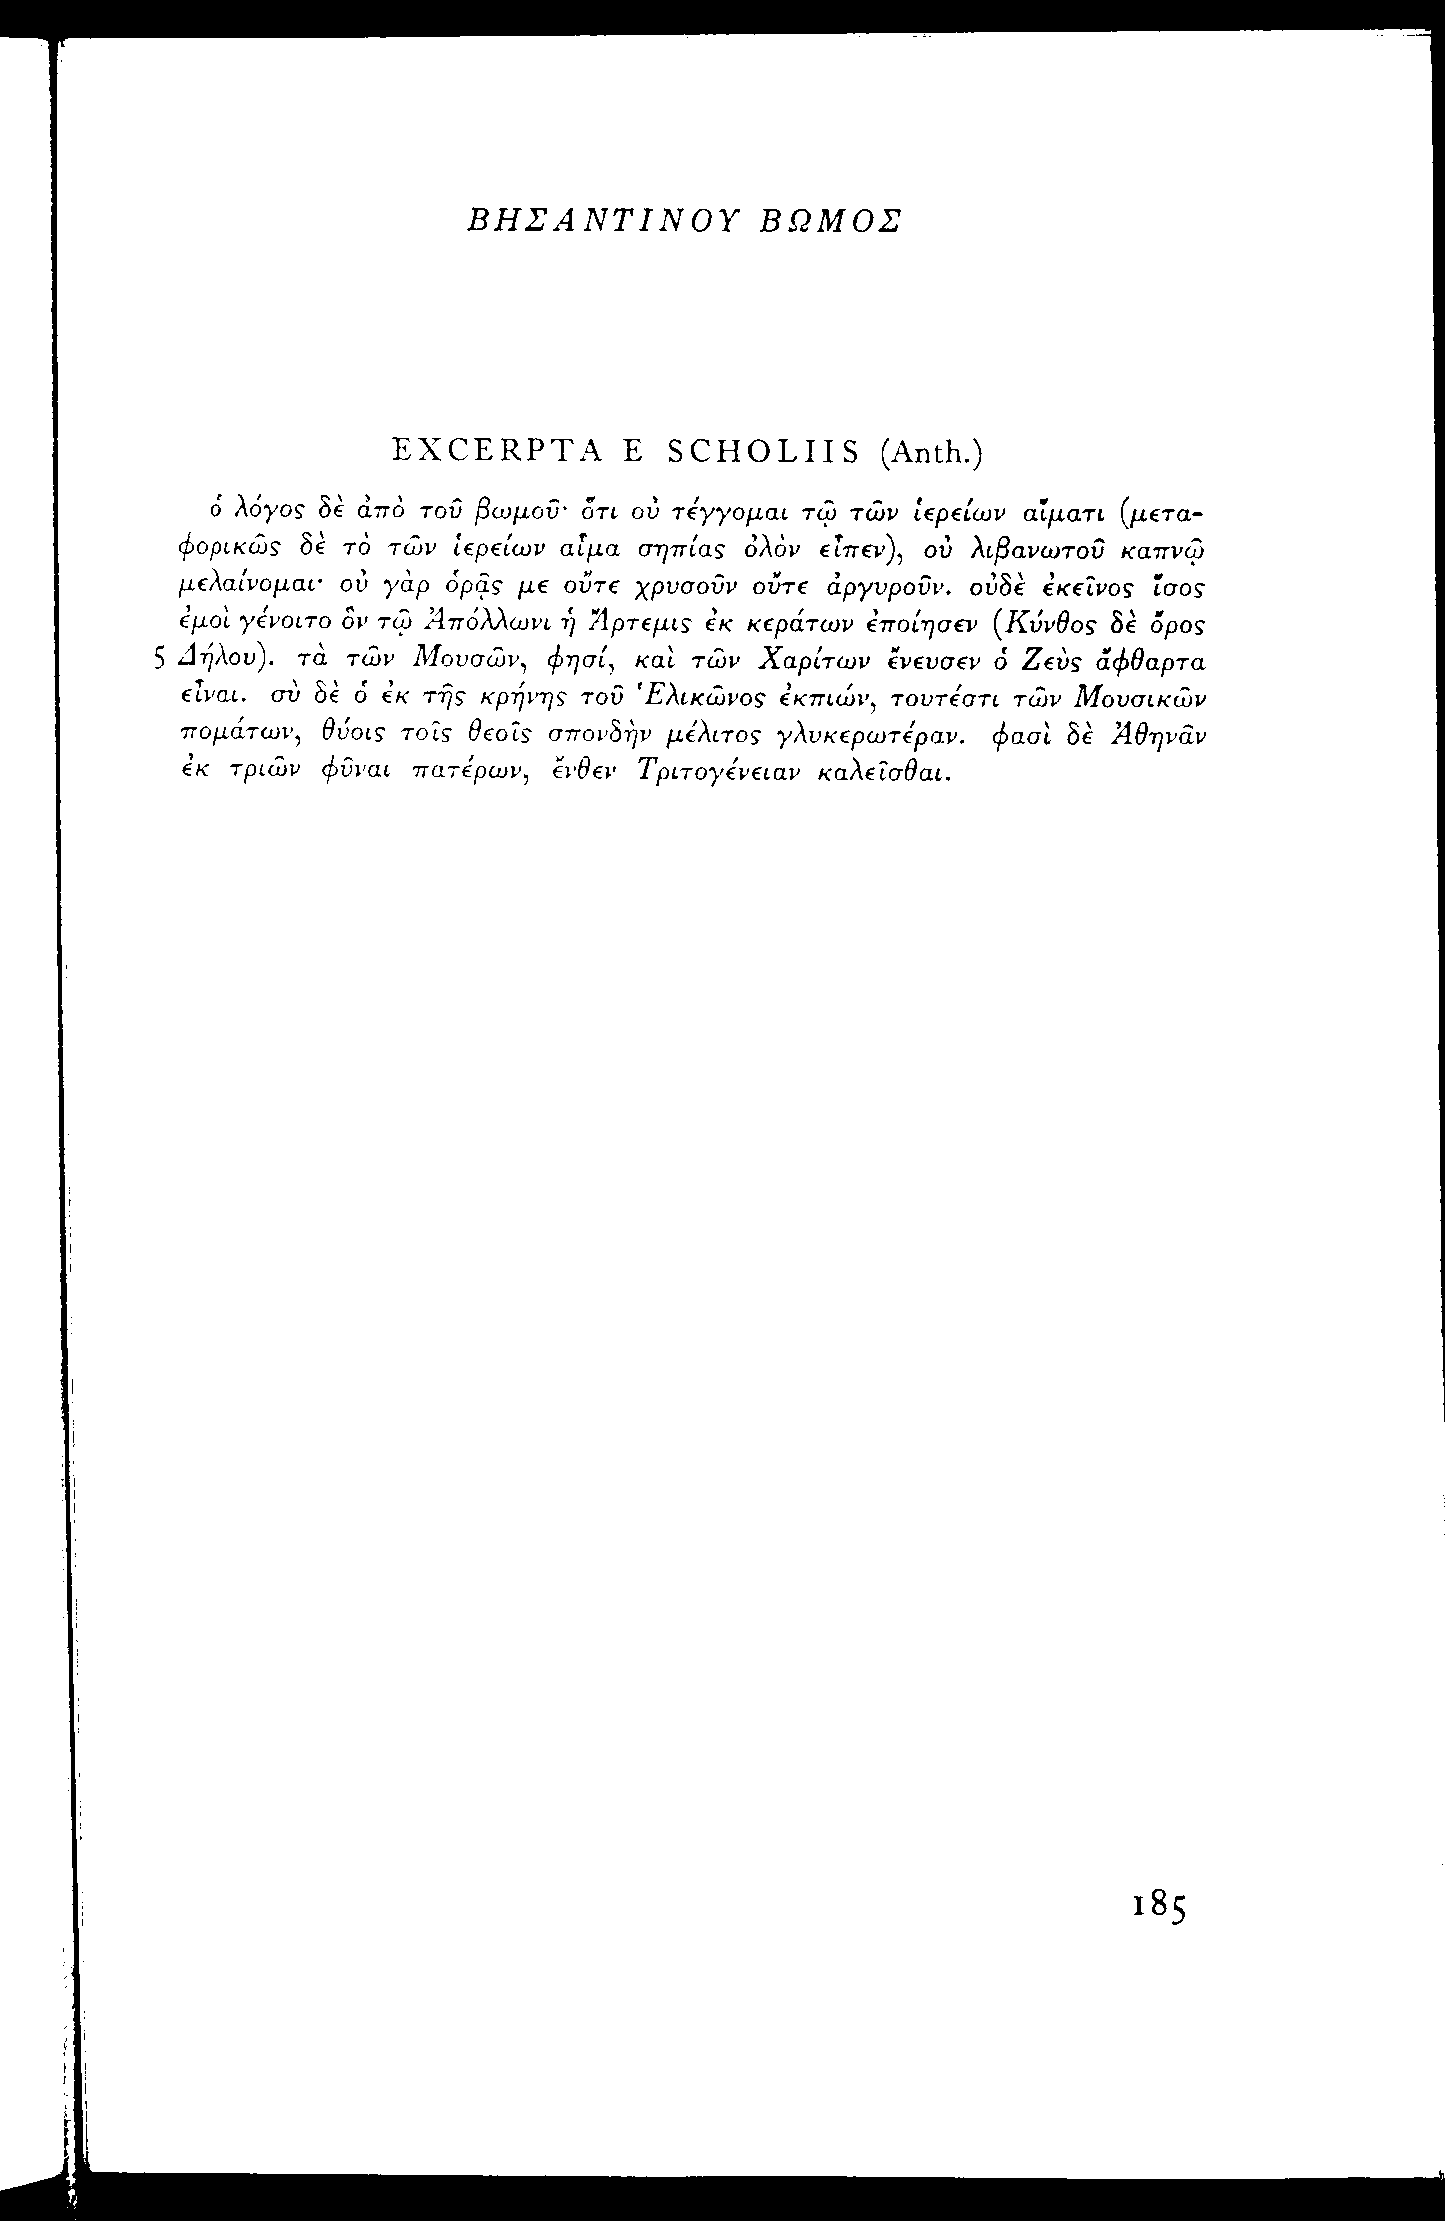 ΒΗΣΑΝΤΙΝΟΥ ΒΩΜΟΣ
EXCERPTA E SCHOLIIS (Anth.)
ὁ λόγος δὲ ἀπὸ τοῦ βωμοῦ· ὅτι οὐ τέγγομαι τῷ τῶν ἱερείων αἵματι (μετα-
φορικῶς δὲ τὸ τῶν ἱερείων αἷμα σηπίας ὀλὸν εἶπεν), οὐ λιβανωτοῦ καπνῷ
μελαίνομαι· οὐ γὰρ ὁρᾷς με οὔτε χρυσοῦν οὔτε ἀργυροῦν. οὐδὲ ἐκεῖνος ἴσος
ἐμοὶ γένοιτο ὃν τῷ Ἀπόλλωνι ἡ Ἄρτεμις ἐκ κεράτων ἐποίησεν (Κύνθος δὲ ὄρος
5 Δήλου). τὰ τῶν Μουσῶν, φησί, καὶ τῶν Χαρίτων ἔνευσεν ὁ Ζεὺς ἄφθαρτα
εἶναι. σὺ δὲ ὁ ἐκ τῆς κρήνης τοῦ Ἑλικῶνος ἐκπιών, τουτέστι τῶν Μουσικῶν
πομάτων, θύοις τοῖς θεοῖς σπονδὴν μέλιτος γλυκερωτέραν. φασὶ δὲ Ἀθηνᾶν
ἐκ τριῶν φῦναι πατέρων, ἔνθεν Τριτογένειαν καλεῖσθαι.
185